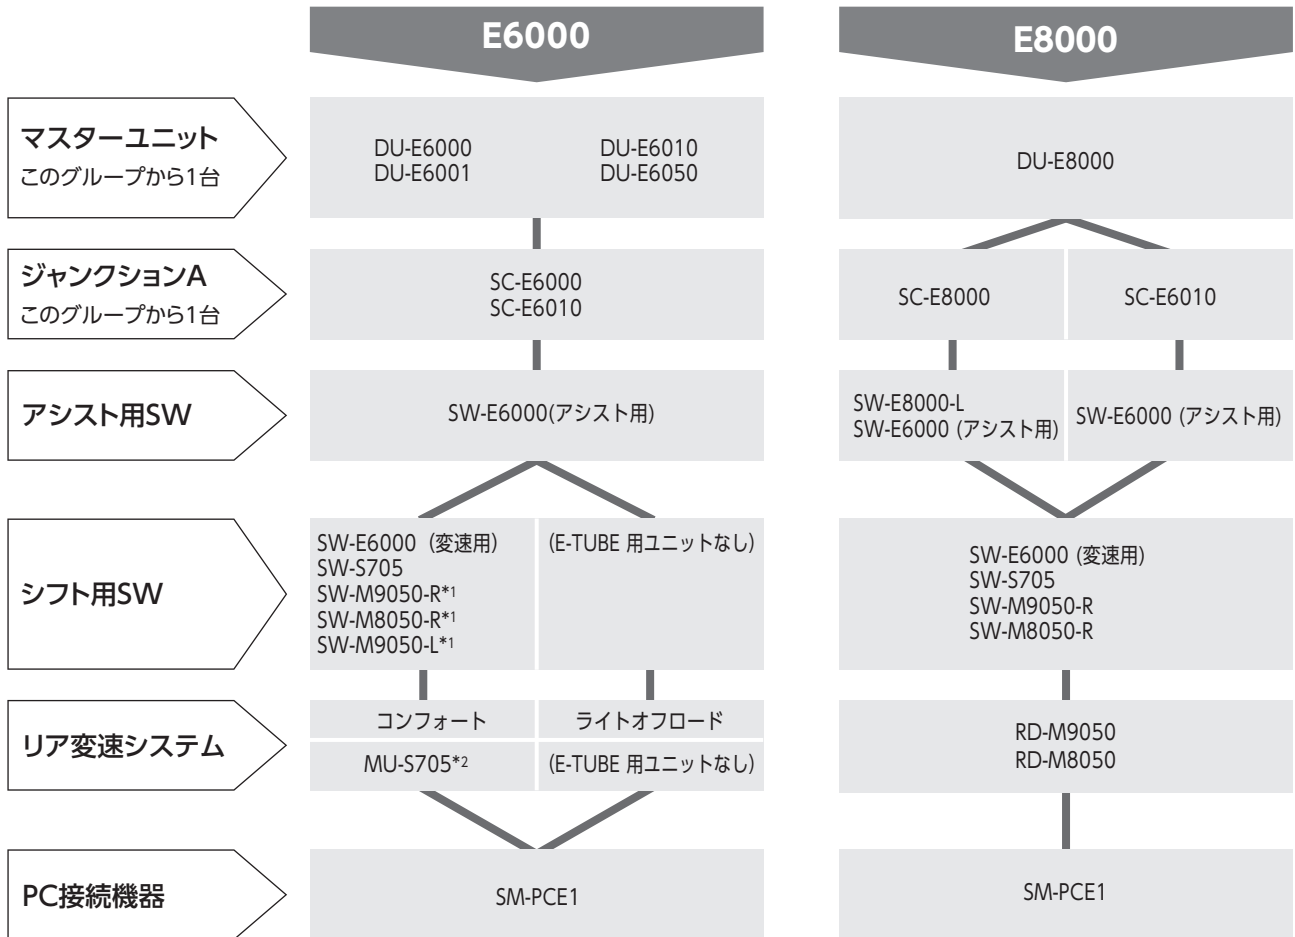 E6000
E8000
マスターユニット
このグループから1台
DU-E6000
DU-E6001
DU-E6010
DU-E6050
DU-E8000
ジャンクションA
このグループから1台
SC-E6000
SC-E6010
SC-E8000
SC-E6010
アシスト用SW
SW-E6000(アシスト用)
SW-E8000-L
SW-E6000 (アシスト用)
SW-E6000 (アシスト用)
シフト用SW
SW-E6000 (変速用)
SW-S705
SW-M9050-R*1
SW-M8050-R*1
SW-M9050-L*1
(E-TUBE 用ユニットなし)
SW-E6000 (変速用)
SW-S705
SW-M9050-R
SW-M8050-R
リア変速システム
コンフォート
ライトオフロード
MU-S705*2
(E-TUBE 用ユニットなし)
RD-M9050
RD-M8050
PC接続機器
SM-PCE1
SM-PCE1